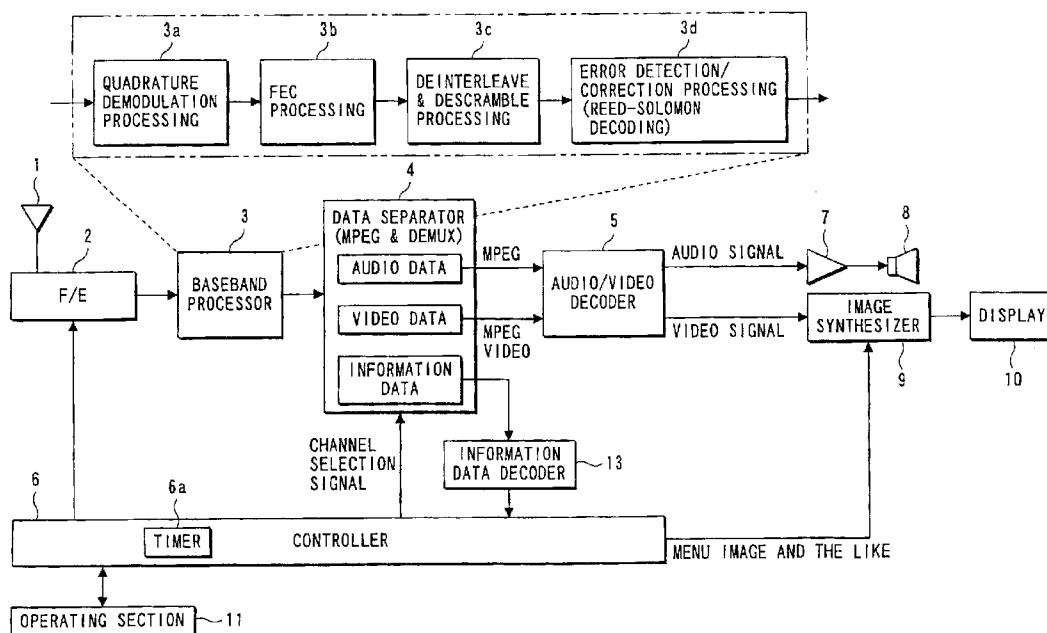 3a
3b
3c
3d
QUADRATURE
DEMODULATION
PROCESSING
FEC
PROCESSING
DEINTERLEAVE
& DESCRAMBLE
PROCESSING
ERROR DETECTION/
CORRECTION PROCESSING
(REED-SOLOMON
DECODING)
1
2
F/E
3
BASEBAND
PROCESSOR
4
DATA SEPARATOR
(MPEG & DEMUX)
AUDIO DATA
VIDEO DATA
INFORMATION
DATA
MPEG
MPEG
VIDEO
5
AUDIO/VIDEO
DECODER
AUDIO SIGNAL
VIDEO SIGNAL
7
8
IMAGE
SYNTHESIZER
9
DISPLAY
10
CHANNEL
SELECTION
SIGNAL
INFORMATION
DATA DECODER
13
6
6a
TIMER
CONTROLLER
MENU IMAGE AND THE LIKE
OPERATING SECTION
11